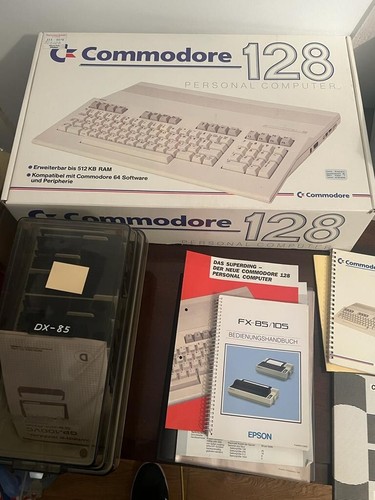 Commodore 128
PERSONAL COMPUTER
• Erweiterbar bis 512 KB RAM
• Kompatibel mit Commodore 64 Software
und Peripherie
Commodore
Commodore 128
PERSONAL COMPUTER
DX-85
DAS SUPERDING –
DER NEUE COMMODORE 128
PERSONAL COMPUTER
FX-85/105
BEDIENUNGSHANDBUCH
EPSON
Commodore